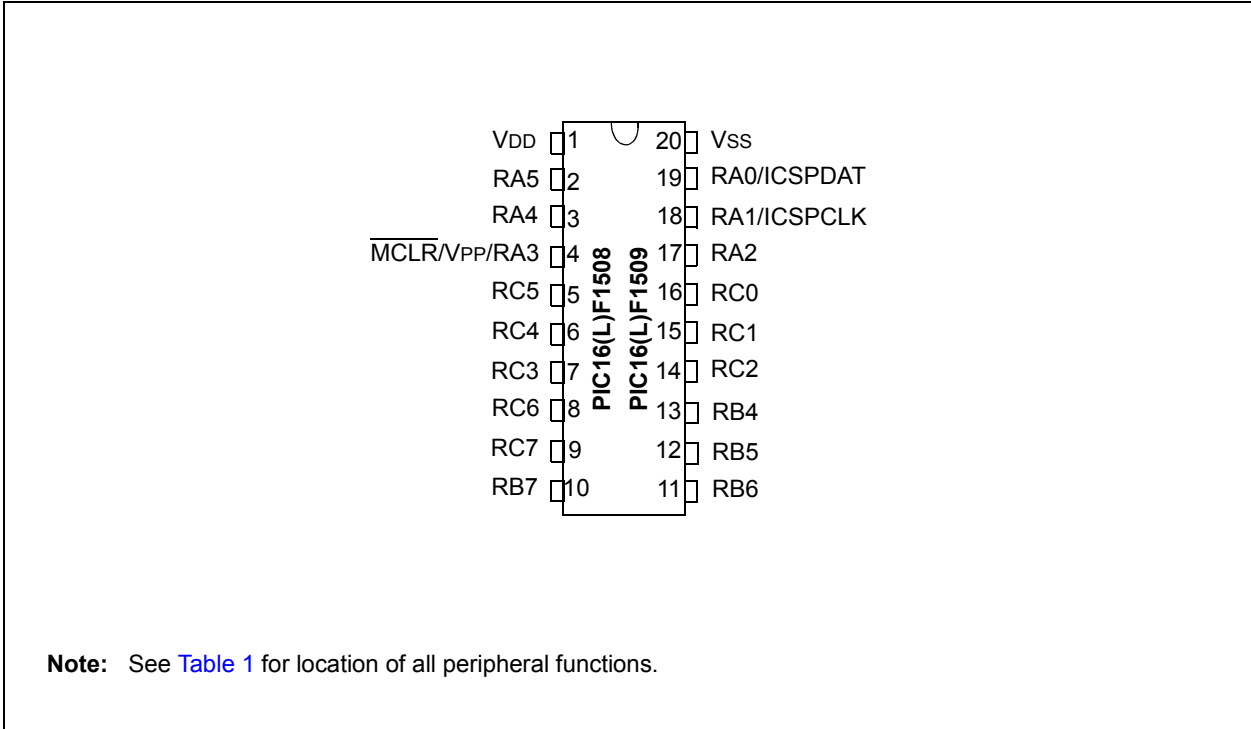 VDD 1 20 VSS
RA5 2 19 RA0/ICSPDAT
RA4 3 18 RA1/ICSPCLK
MCLR/VPP/RA3 4 17 RA2
RC5 5 16 RC0
RC4 6 15 RC1
RC3 7 14 RC2
RC6 8 13 RB4
RC7 9 12 RB5
RB7 10 11 RB6
PIC16(L)F1508
PIC16(L)F1509
Note: See Table 1 for location of all peripheral functions.